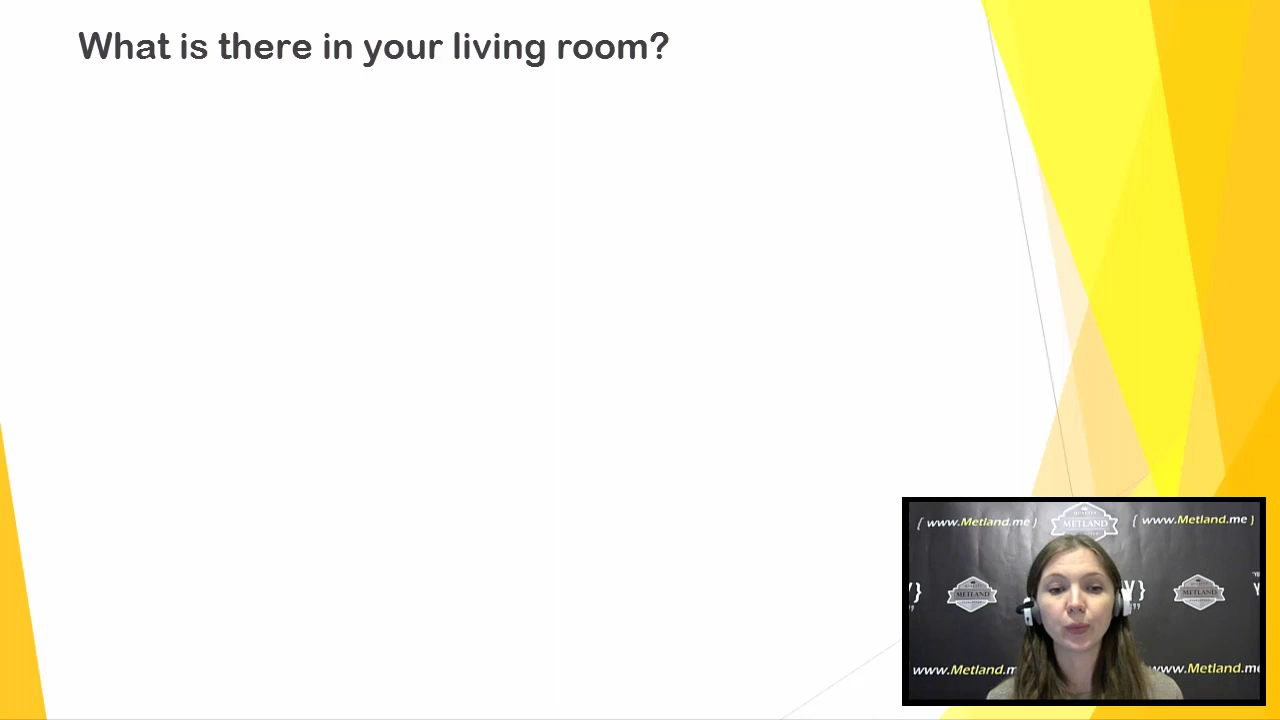 What is there in your living room?
{ www.Metland.me }
METLAND
{ www.Metland.me }
Y}
METLAND
METLAND
www.Metland.m
www.Metland.me